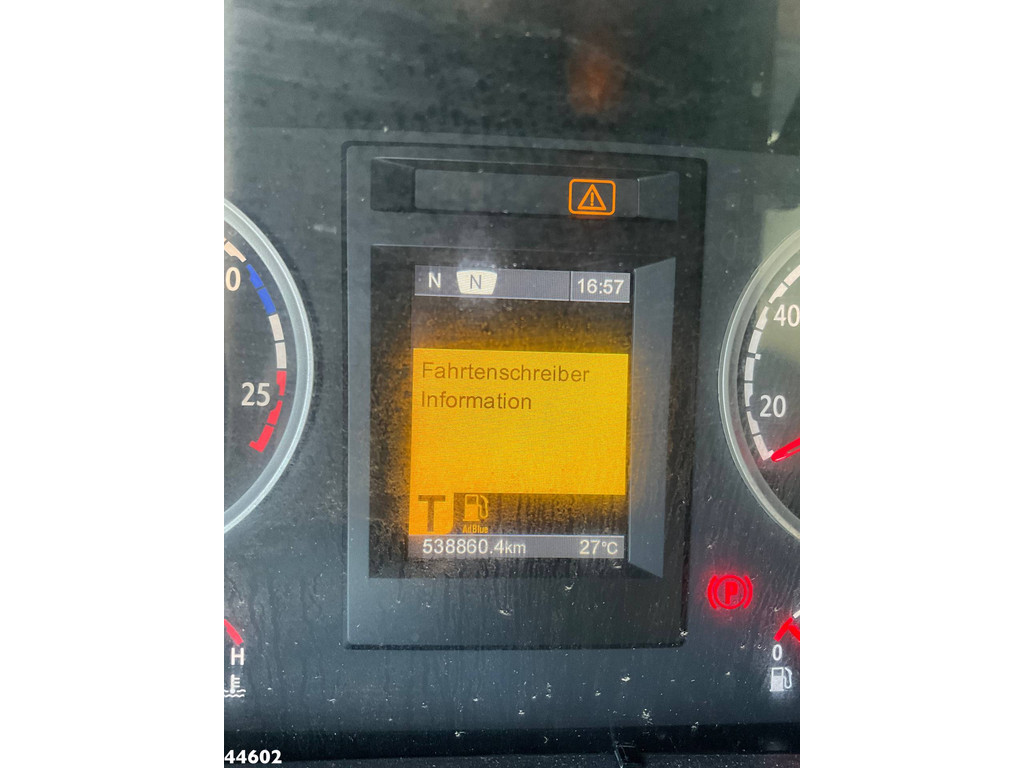 N N 16:57
Fahrtenschreiber
Information
T AdBlue
538860.4km 27°C
0
25
H
40
20
P
0
44602